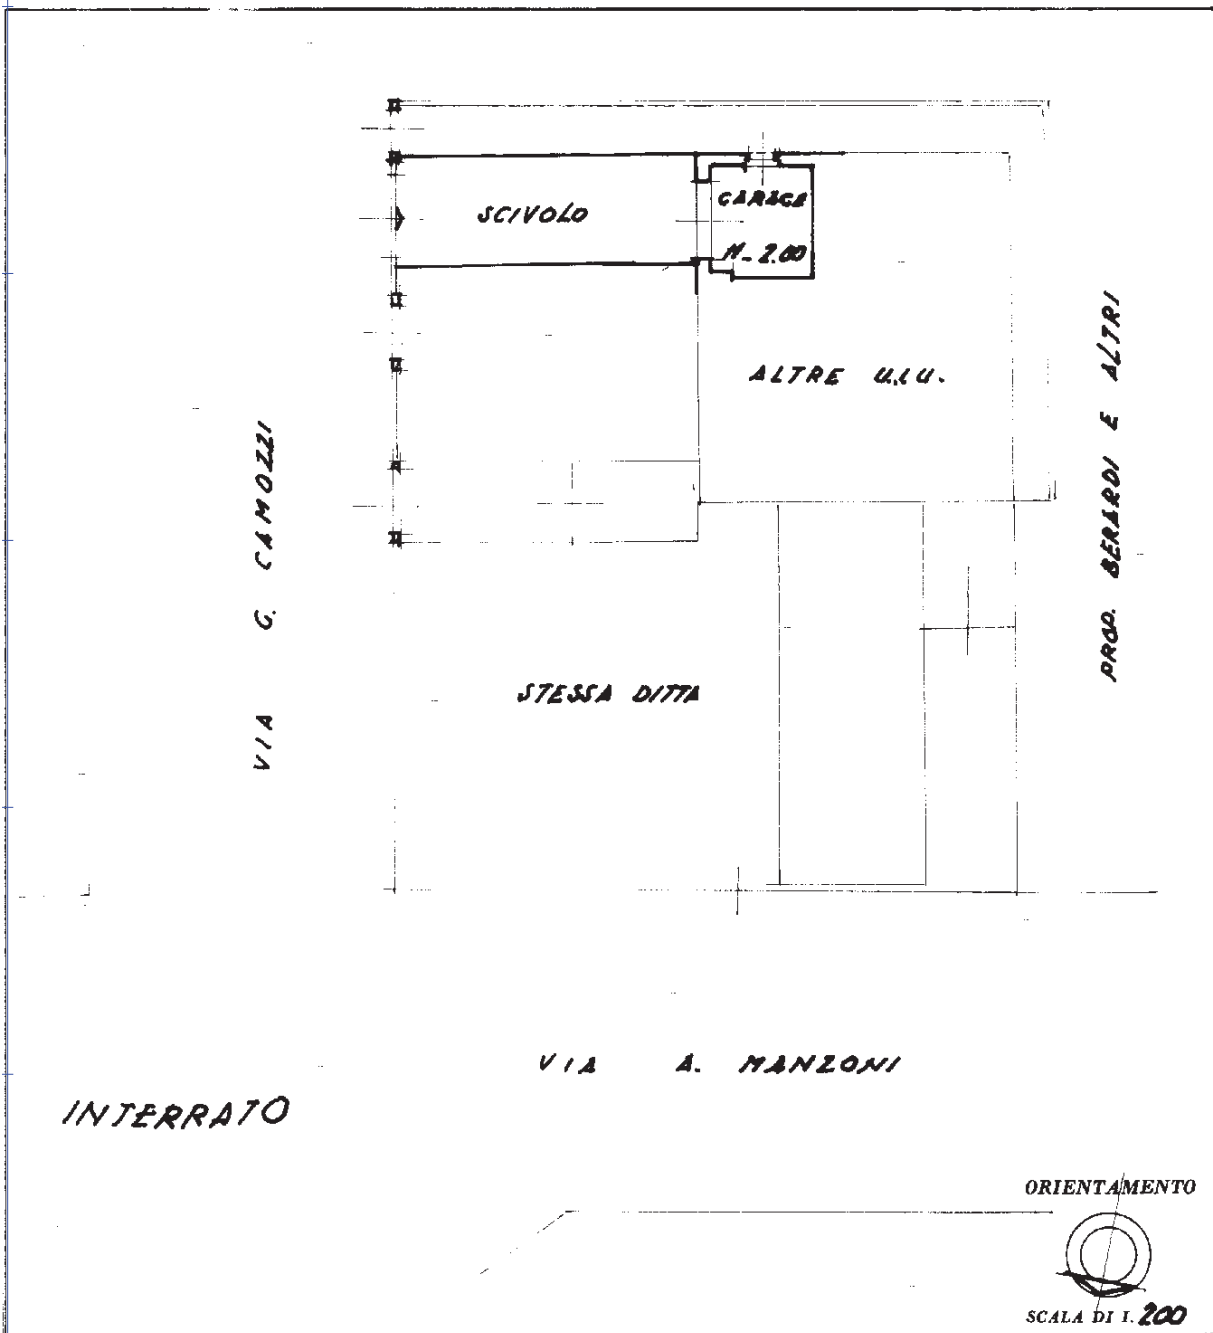 SCIVOLO
GARAGE
H_ 2.00
ALTRE U.I.U.
VIA G. CAMOZZI
PROP. BERARDI E ALTRI
STESSA DITTA
VIA A. MANZONI
INTERRATO
ORIENTAMENTO
SCALA DI 1. 200